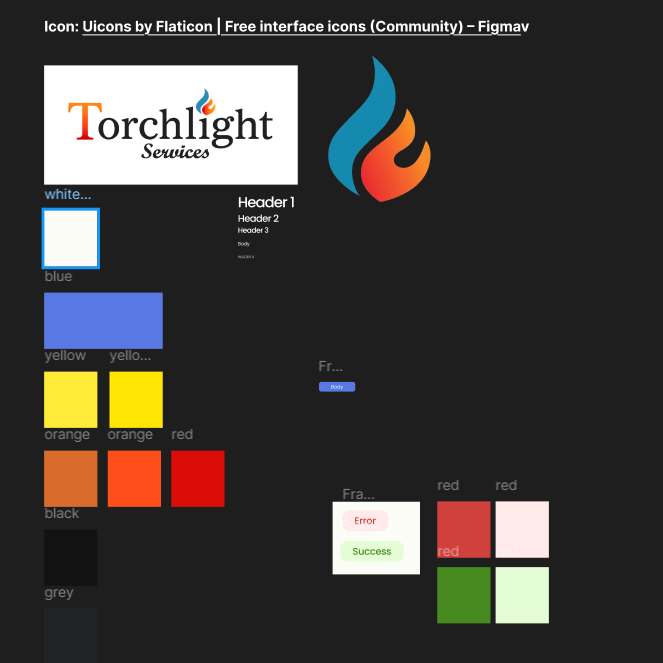 Icon: Uicons by Flaticon | Free interface icons (Community) – Figmav
Torchlight
Services
white...
Header 1
Header 2
Header 3
Body
blue
yellow
yello...
Fr...
Body
orange
orange
red
black
Fra...
red
red
Error
Success
red
grey